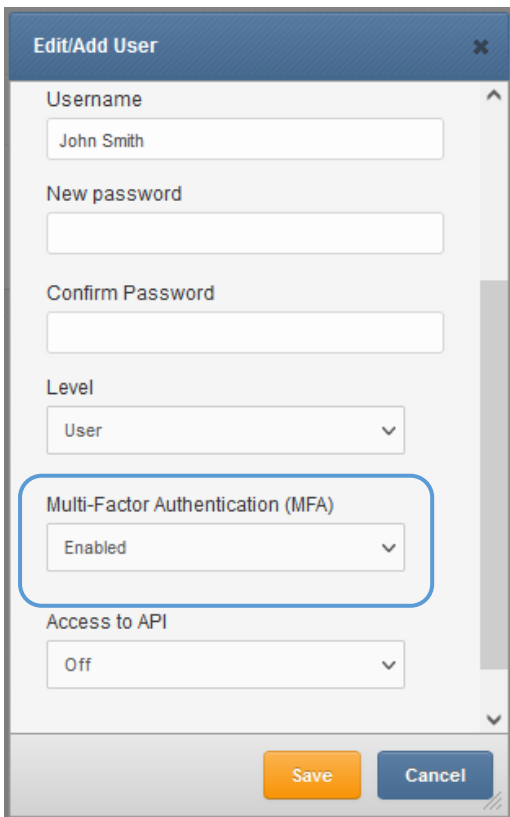 Edit/Add User
Username
John Smith
New password
Confirm Password
Level
User
Multi-Factor Authentication (MFA)
Enabled
Access to API
Off
Save
Cancel